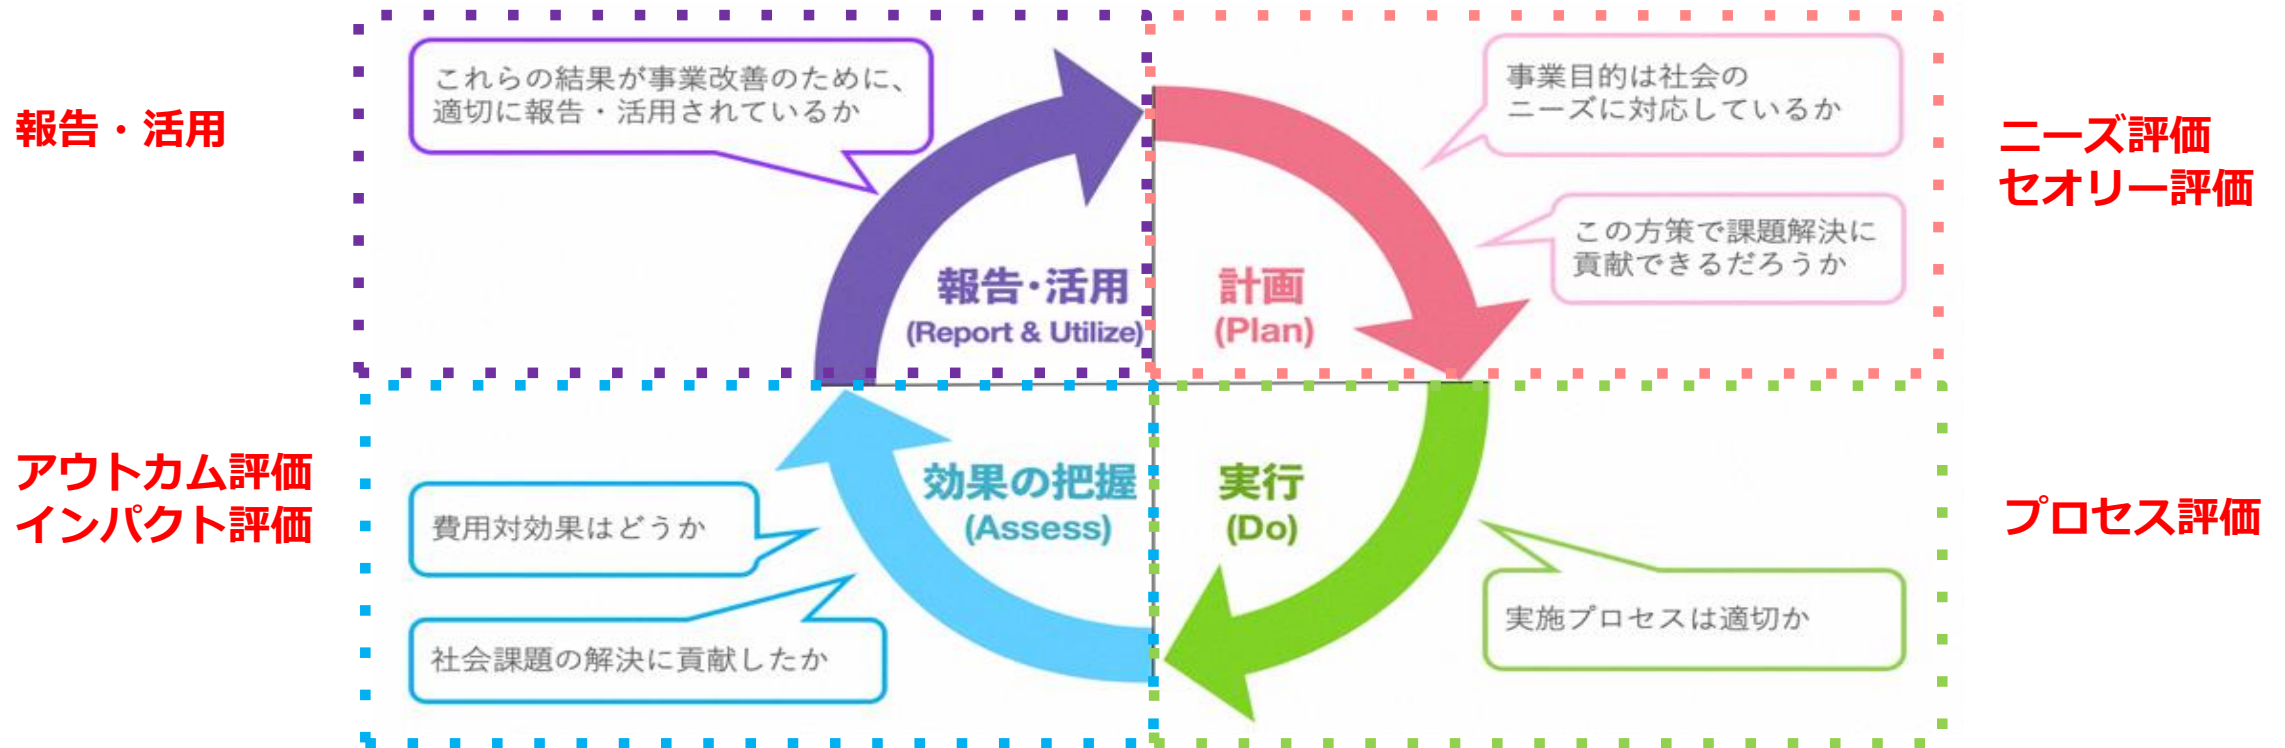 報告・活用
これらの結果が事業改善のために、
適切に報告・活用されているか
報告・活用
(Report & Utilize)
事業目的は社会の
ニーズに対応しているか
この方策で課題解決に
貢献できるだろうか
計画
(Plan)
ニーズ評価
セオリー評価
アウトカム評価
インパクト評価
効果の把握
(Assess)
費用対効果はどうか
社会課題の解決に貢献したか
実行
(Do)
実施プロセスは適切か
プロセス評価